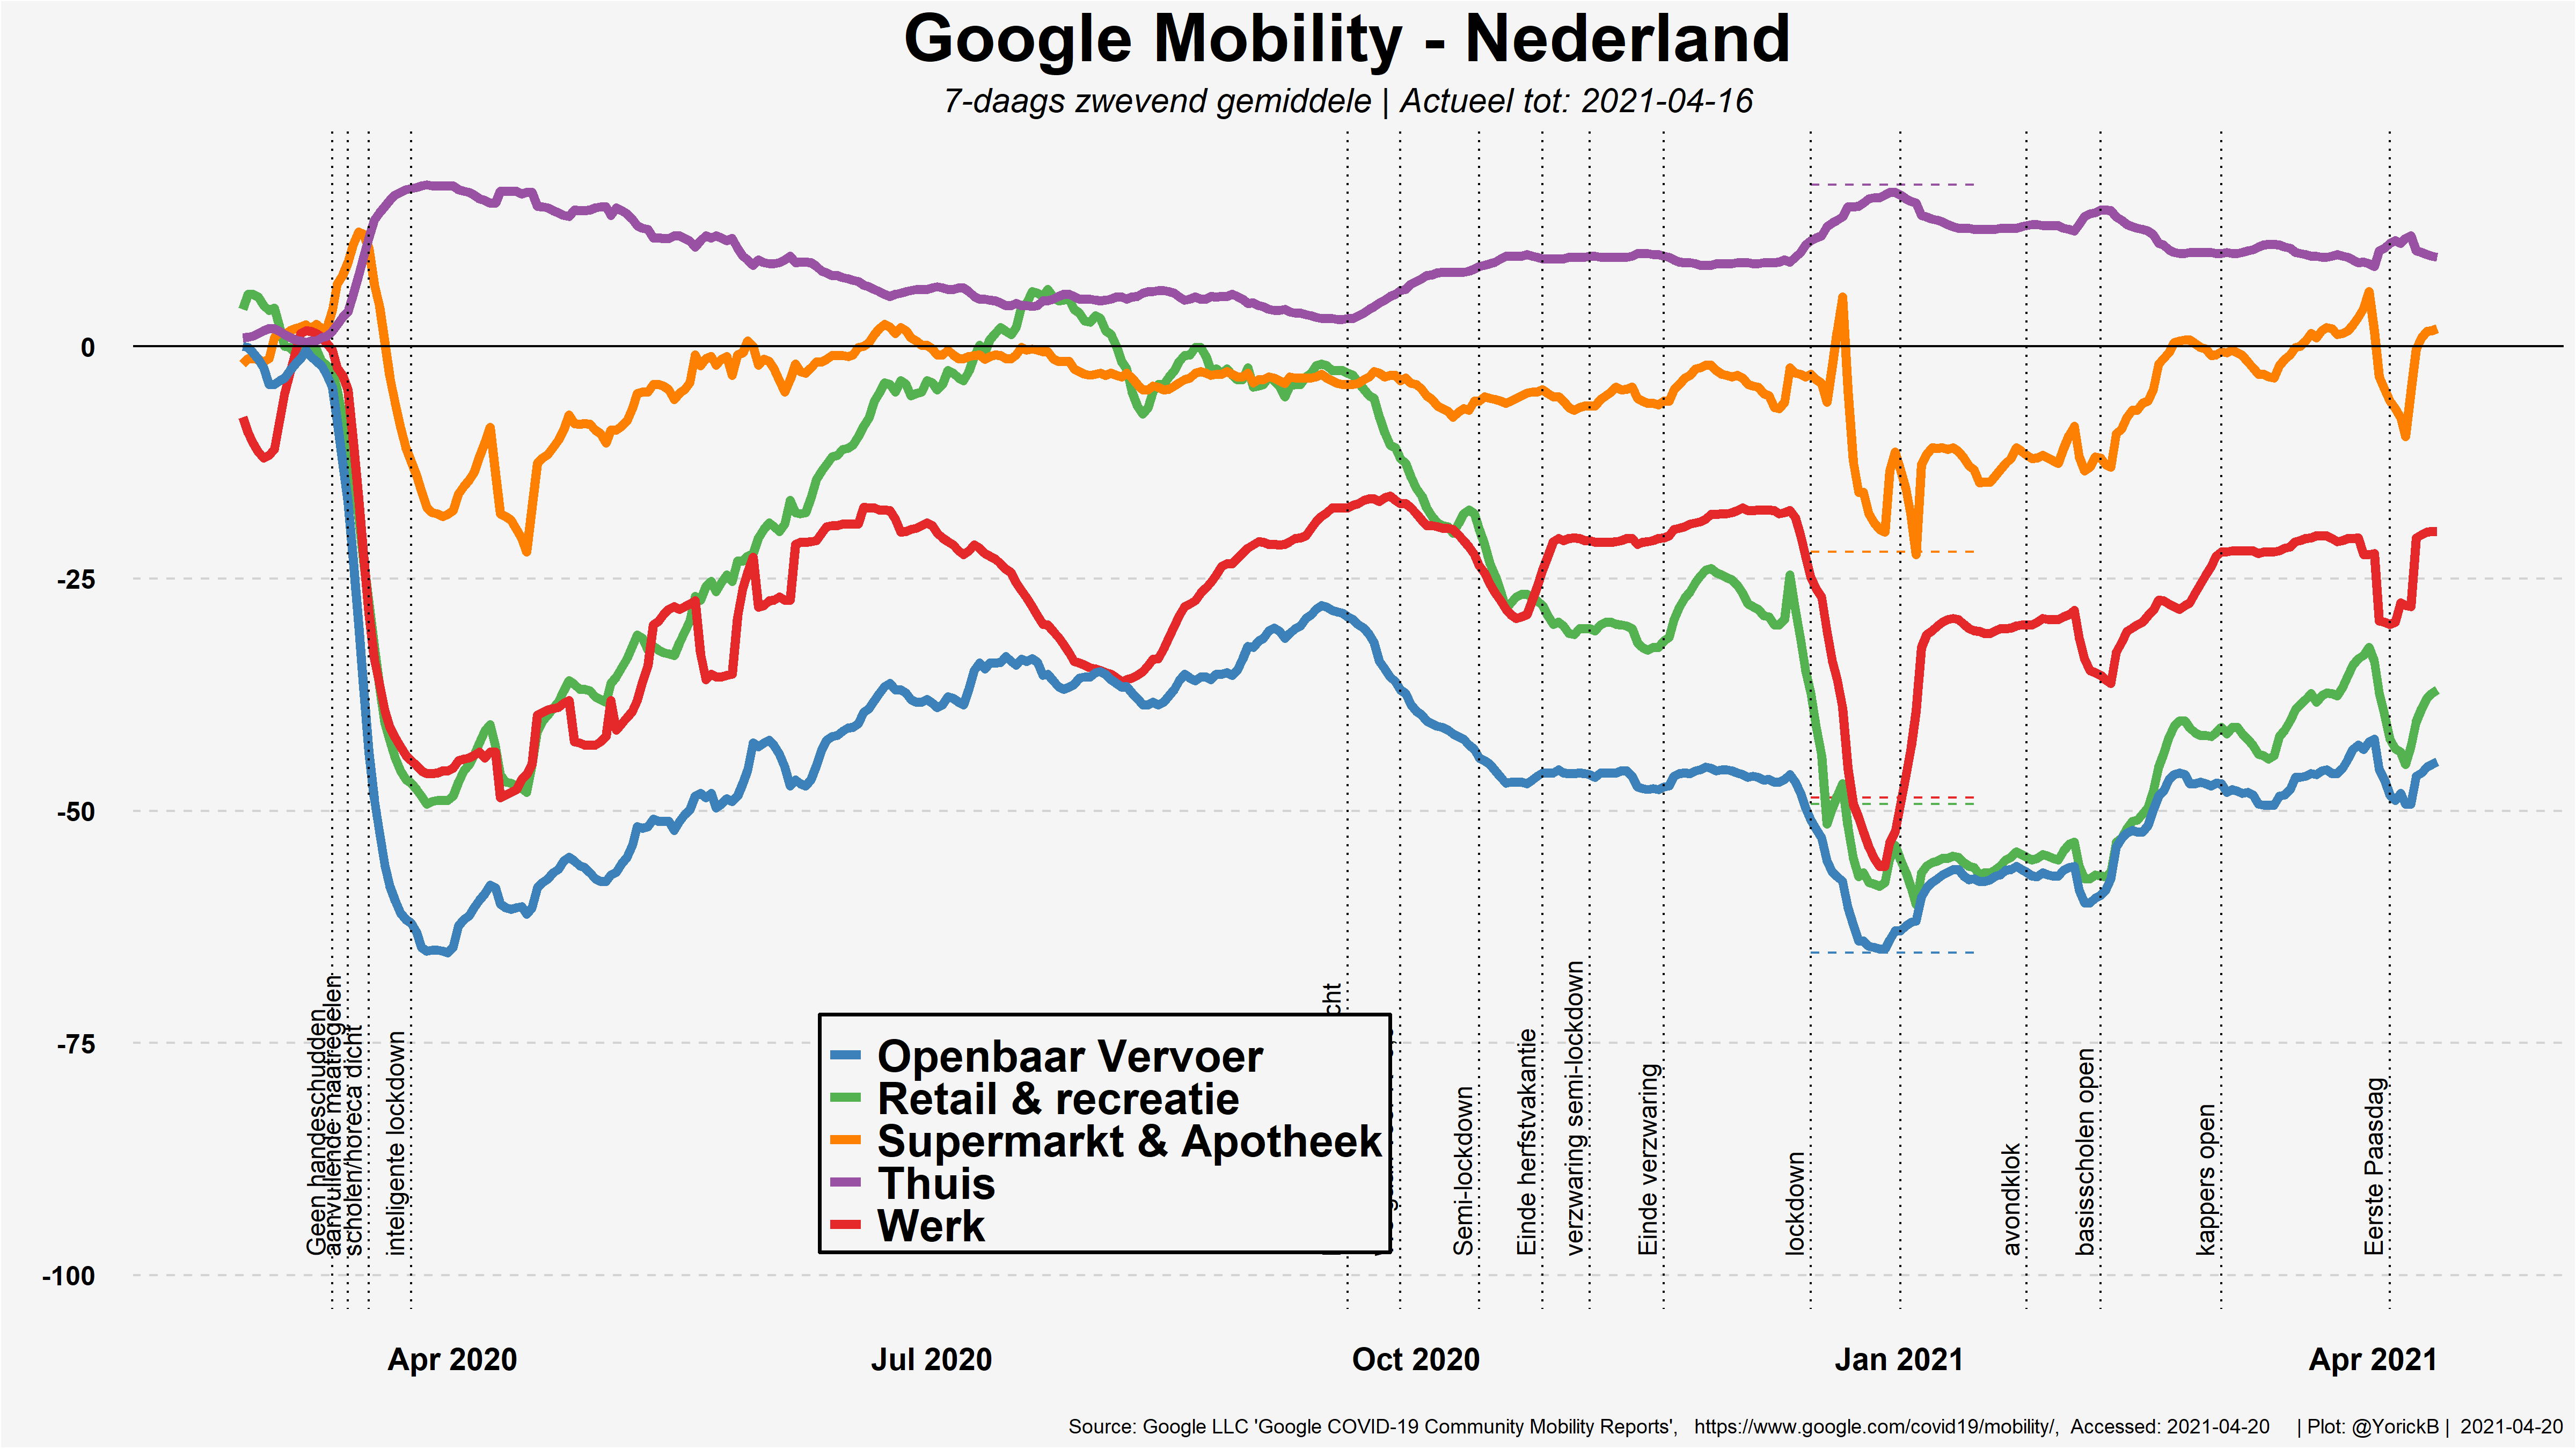 Google Mobility - Nederland
7-daags zwevend gemiddele | Actueel tot: 2021-04-16
0
-25
-50
-75
-100
Geen handeschudden
aanvullende maatregelen
scholen/horeca dicht
inteligente lockdown
cht
Semi-lockdown
Einde herfstvakantie
verzwaring semi-lockdown
Einde verzwaring
lockdown
avondklok
basisscholen open
kappers open
Eerste Paasdag
Openbaar Vervoer
Retail & recreatie
Supermarkt & Apotheek
Thuis
Werk
Apr 2020
Jul 2020
Oct 2020
Jan 2021
Apr 2021
Source: Google LLC 'Google COVID-19 Community Mobility Reports', https://www.google.com/covid19/mobility/, Accessed: 2021-04-20 | Plot: @YorickB | 2021-04-20